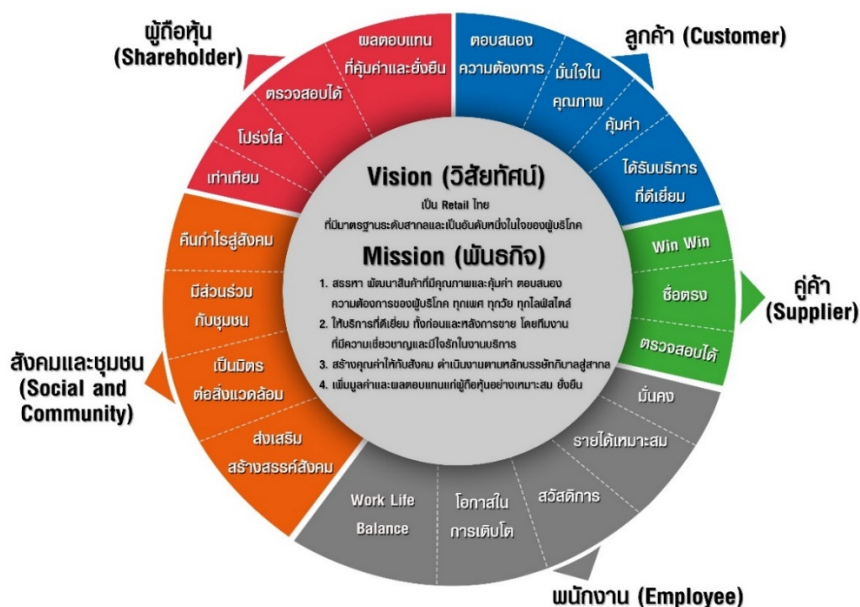 ผู้ถือหุ้น
(Shareholder)
ผลตอบแทน
ที่คุ้มค่าและยั่งยืน
ตรวจสอบได้
โปร่งใส
เท่าเทียม
ลูกค้า (Customer)
ตอบสนอง
ความต้องการ
มั่นใจใน
คุณภาพ
คุ้มค่า
ได้รับบริการ
ที่ดีเยี่ยม
คู่ค้า
(Supplier)
Win Win
ซื่อตรง
ตรวจสอบได้
พนักงาน (Employee)
มั่นคง
รายได้เหมาะสม
สวัสดิการ
โอกาสใน
การเติบโต
Work Life
Balance
สังคมและชุมชน
(Social and
Community)
คืนกำไรสู่สังคม
มีส่วนร่วม
กับชุมชน
เป็นมิตร
ต่อสิ่งแวดล้อม
ส่งเสริม
สร้างสรรค์สังคม
Vision (วิสัยทัศน์)
เป็น Retail ไทย
ที่มีมาตรฐานระดับสากลและเป็นอันดับหนึ่งในใจของผู้บริโภค
Mission (พันธกิจ)
1. สรรหา พัฒนาสินค้าที่มีคุณภาพและคุ้มค่า ตอบสนอง
ความต้องการของผู้บริโภค ทุกเพศ ทุกวัย ทุกไลฟ์สไตล์
2. ให้บริการที่ดีเยี่ยม ทั้งก่อนและหลังการขาย โดยทีมงาน
ที่มีความเชี่ยวชาญและมีใจรักในงานบริการ
3. สร้างคุณค่าให้กับสังคม ดำเนินงานตามหลักบรรษัทภิบาลสู่สากล
4. เพิ่มมูลค่าและผลตอบแทนแก่ผู้ถือหุ้นอย่างเหมาะสม ยั่งยืน